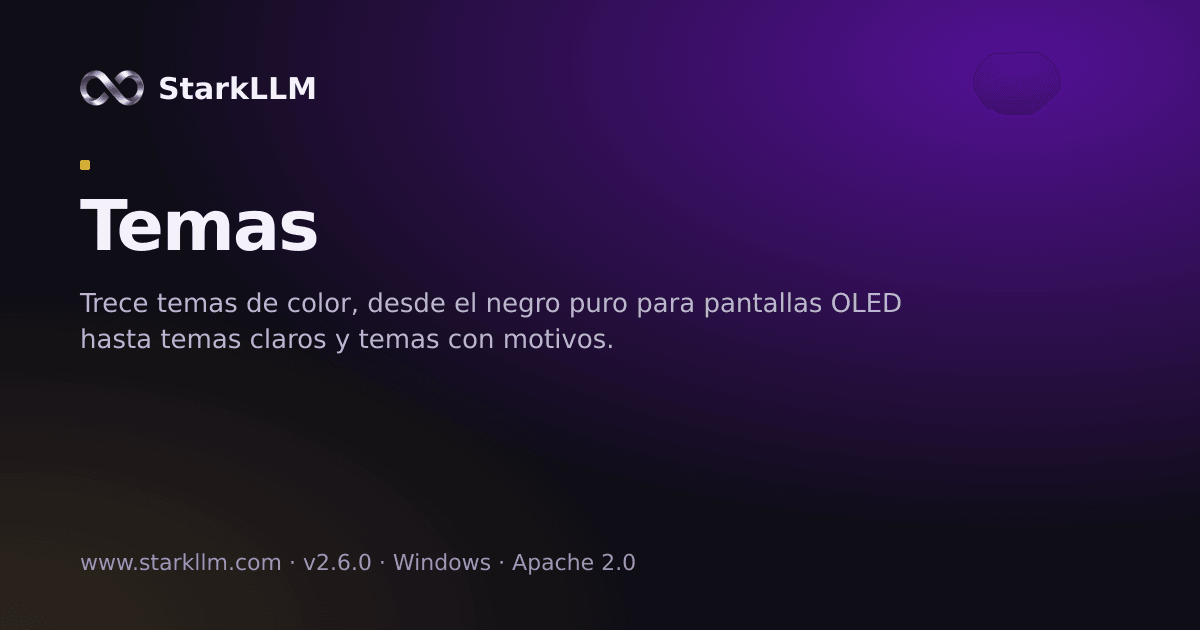 StarkLLM
Temas
Trece temas de color, desde el negro puro para pantallas OLED
hasta temas claros y temas con motivos.
www.starkllm.com · v2.6.0 · Windows · Apache 2.0